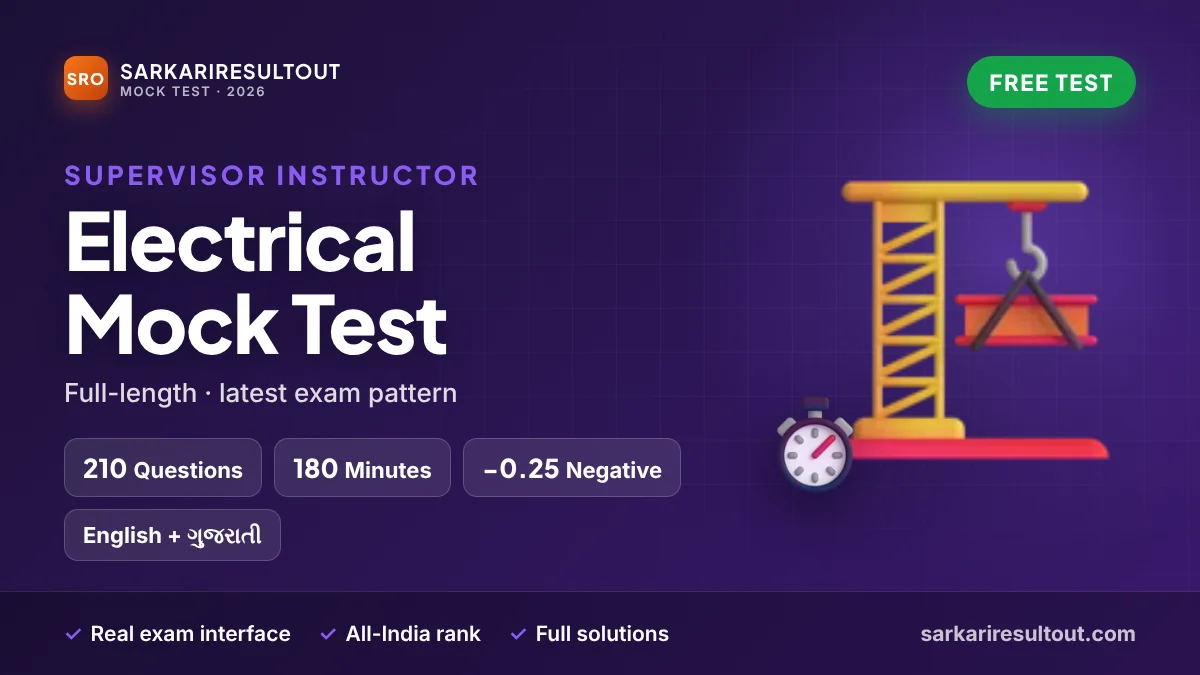 SRO
SARKARIRESULTOUT
MOCK TEST · 2026
FREE TEST
SUPERVISOR INSTRUCTOR
Electrical
Mock Test
Full-length · latest exam pattern
210 Questions
180 Minutes
−0.25 Negative
English + ગુજરાતી
✓ Real exam interface
✓ All-India rank
✓ Full solutions
sarkariresultout.com